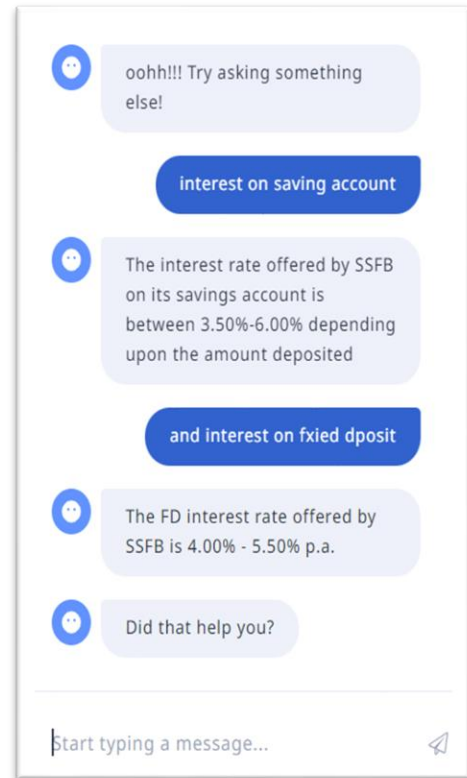 oohh!!! Try asking something
else!
interest on saving account
The interest rate offered by SSFB
on its savings account is
between 3.50%-6.00% depending
upon the amount deposited
and interest on fxied dposit
The FD interest rate offered by
SSFB is 4.00% - 5.50% p.a.
Did that help you?
Start typing a message...